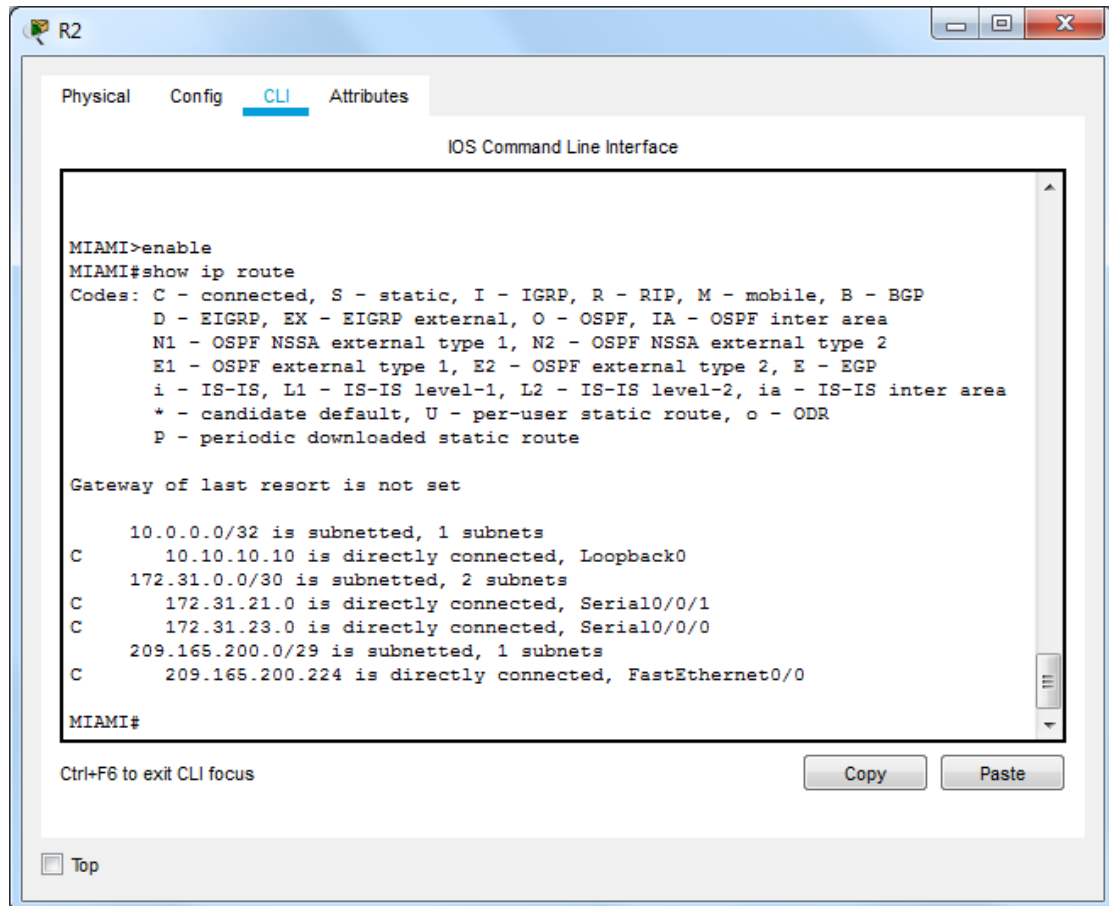 R2
Physical Config CLI Attributes
IOS Command Line Interface
MIAMI>enable
MIAMI#show ip route
Codes: C - connected, S - static, I - IGRP, R - RIP, M - mobile, B - BGP
       D - EIGRP, EX - EIGRP external, O - OSPF, IA - OSPF inter area
       N1 - OSPF NSSA external type 1, N2 - OSPF NSSA external type 2
       E1 - OSPF external type 1, E2 - OSPF external type 2, E - EGP
       i - IS-IS, L1 - IS-IS level-1, L2 - IS-IS level-2, ia - IS-IS inter area
       * - candidate default, U - per-user static route, o - ODR
       P - periodic downloaded static route
Gateway of last resort is not set
     10.0.0.0/32 is subnetted, 1 subnets
C       10.10.10.10 is directly connected, Loopback0
     172.31.0.0/30 is subnetted, 2 subnets
C       172.31.21.0 is directly connected, Serial0/0/1
C       172.31.23.0 is directly connected, Serial0/0/0
     209.165.200.0/29 is subnetted, 1 subnets
C       209.165.200.224 is directly connected, FastEthernet0/0
MIAMI#
Ctrl+F6 to exit CLI focus Copy Paste
Top